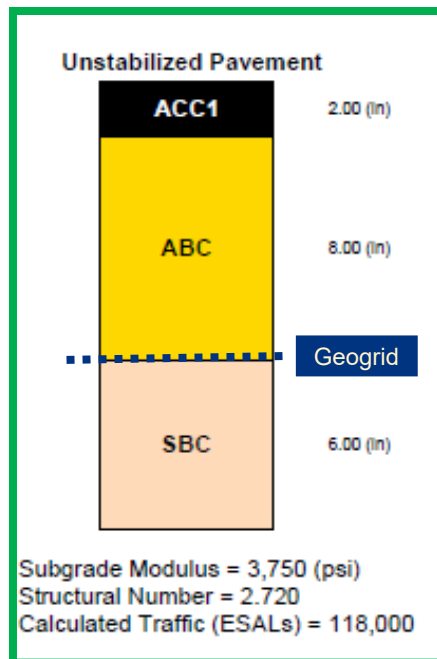 Unstabilized Pavement
ACC1 2.00 (in)
ABC 8.00 (in)
Geogrid
SBC 6.00 (in)
Subgrade Modulus = 3,750 (psi)
Structural Number = 2.720
Calculated Traffic (ESALs) = 118,000